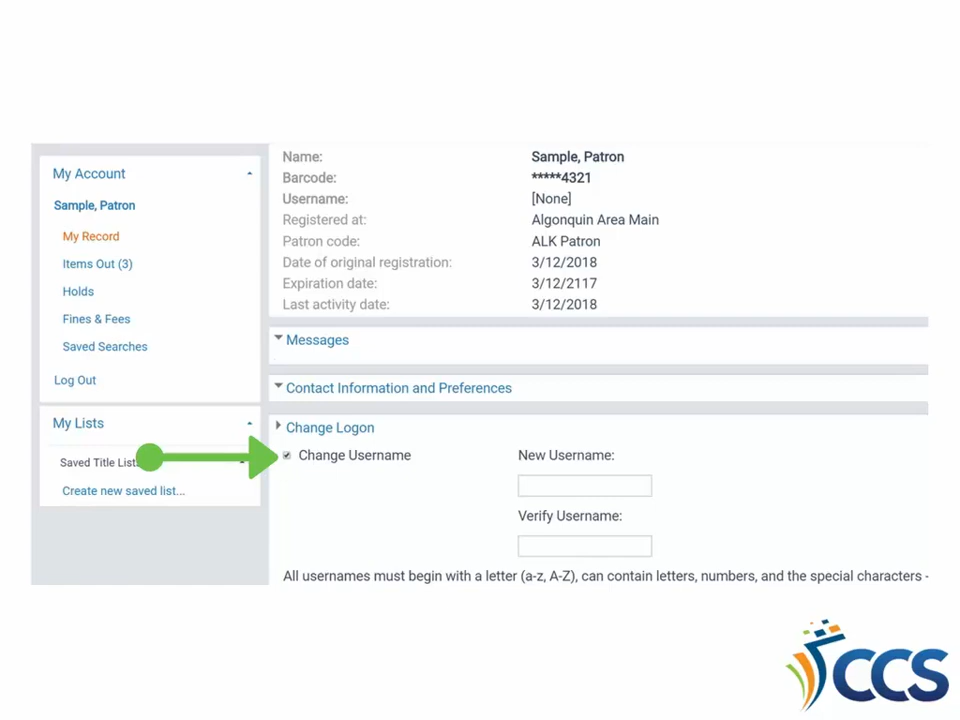 My Account
Sample, Patron
My Record
Items Out (3)
Holds
Fines & Fees
Saved Searches
Log Out
My Lists
Saved Title List
Create new saved list...
Name: Sample, Patron
Barcode: *****4321
Username: [None]
Registered at: Algonquin Area Main
Patron code: ALK Patron
Date of original registration: 3/12/2018
Expiration date: 3/12/2117
Last activity date: 3/12/2018
Messages
Contact Information and Preferences
Change Logon
Change Username New Username:
Verify Username:
All usernames must begin with a letter (a-z, A-Z), can contain letters, numbers, and the special characters -
CCS